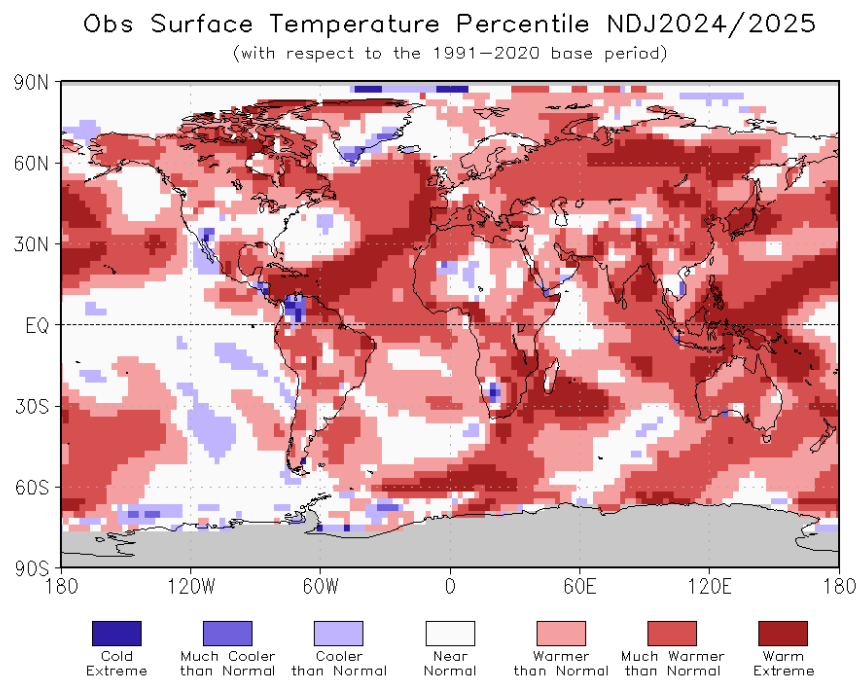 Obs Surface Temperature Percentile NDJ2024/2025
(with respect to the 1991–2020 base period)
90N
60N
30N
EQ
30S
60S
90S
180 120W 60W 0 60E 120E 180
Cold Extreme
Much Cooler than Normal
Cooler than Normal
Near Normal
Warmer than Normal
Much Warmer than Normal
Warm Extreme